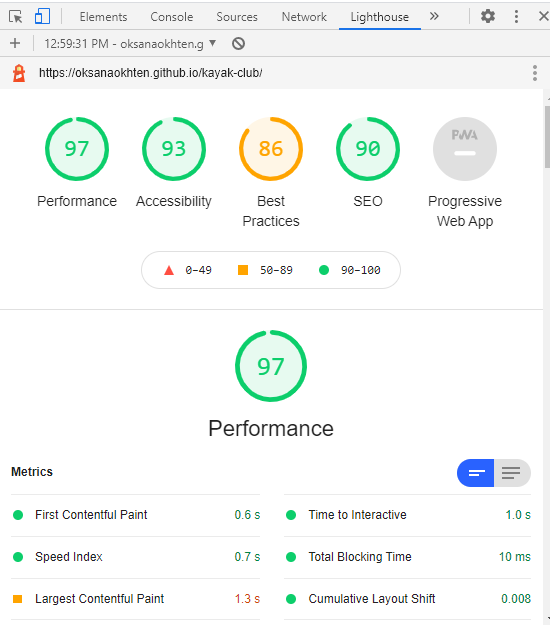 Elements Console Sources Network Lighthouse
12:59:31 PM - oksanaokhten.g
https://oksanaokhten.github.io/kayak-club/
97 93 86 90 PWA
Performance Accessibility Best Practices SEO Progressive Web App
0–49 50–89 90–100
97
Performance
Metrics
First Contentful Paint 0.6 s Time to Interactive 1.0 s
Speed Index 0.7 s Total Blocking Time 10 ms
Largest Contentful Paint 1.3 s Cumulative Layout Shift 0.008